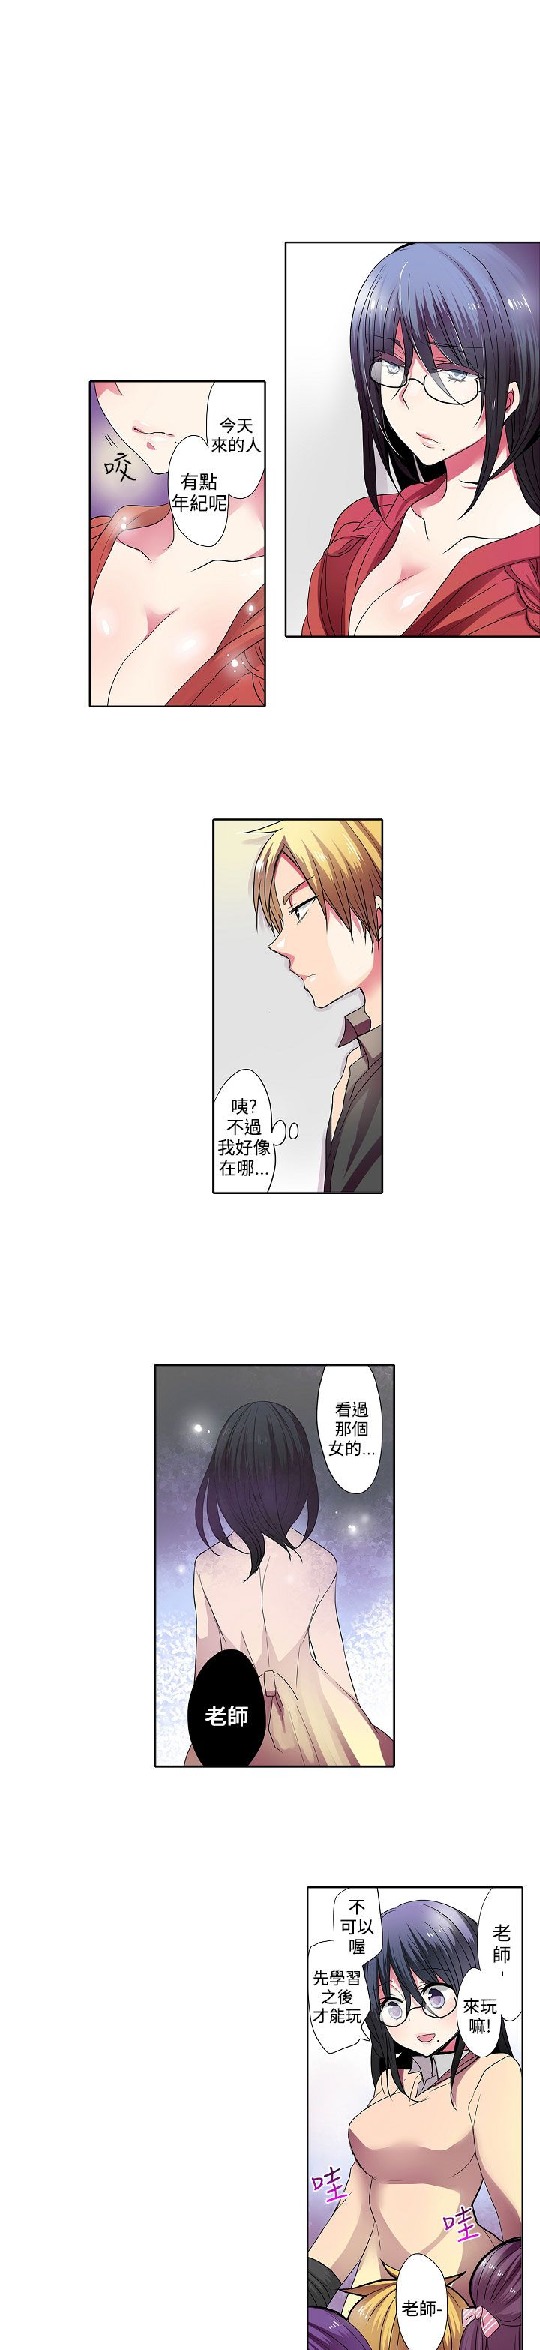 今天
來的人
有點
年紀呢
咬
咦?
不過
我好像
在哪...
看過
那個
女的...
老師
老師-
來玩
嘛!
不
可以
喔
先學習
之後
才能玩
哇
哇
老師-